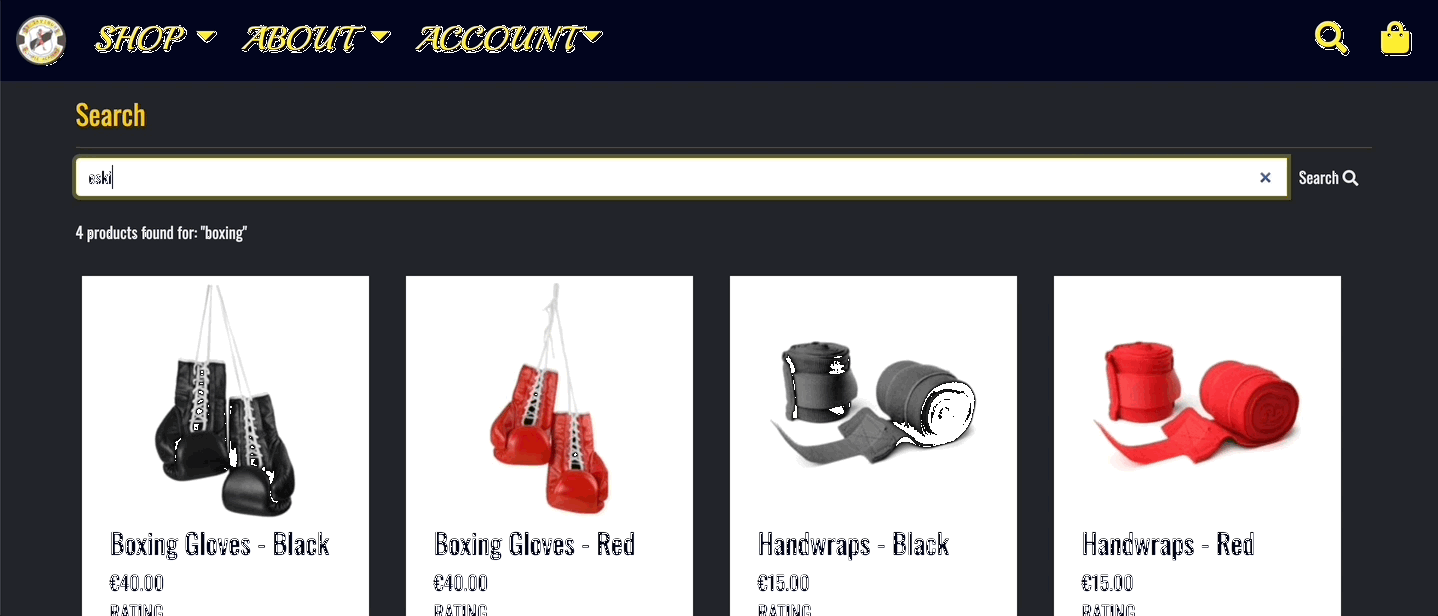 SHOP ABOUT ACCOUNT
Search
eski
Search
4 products found for: "boxing"
Boxing Gloves - Black
€40.00
RATING
Boxing Gloves - Red
€40.00
RATING
Handwraps - Black
€15.00
RATING
Handwraps - Red
€15.00
RATING